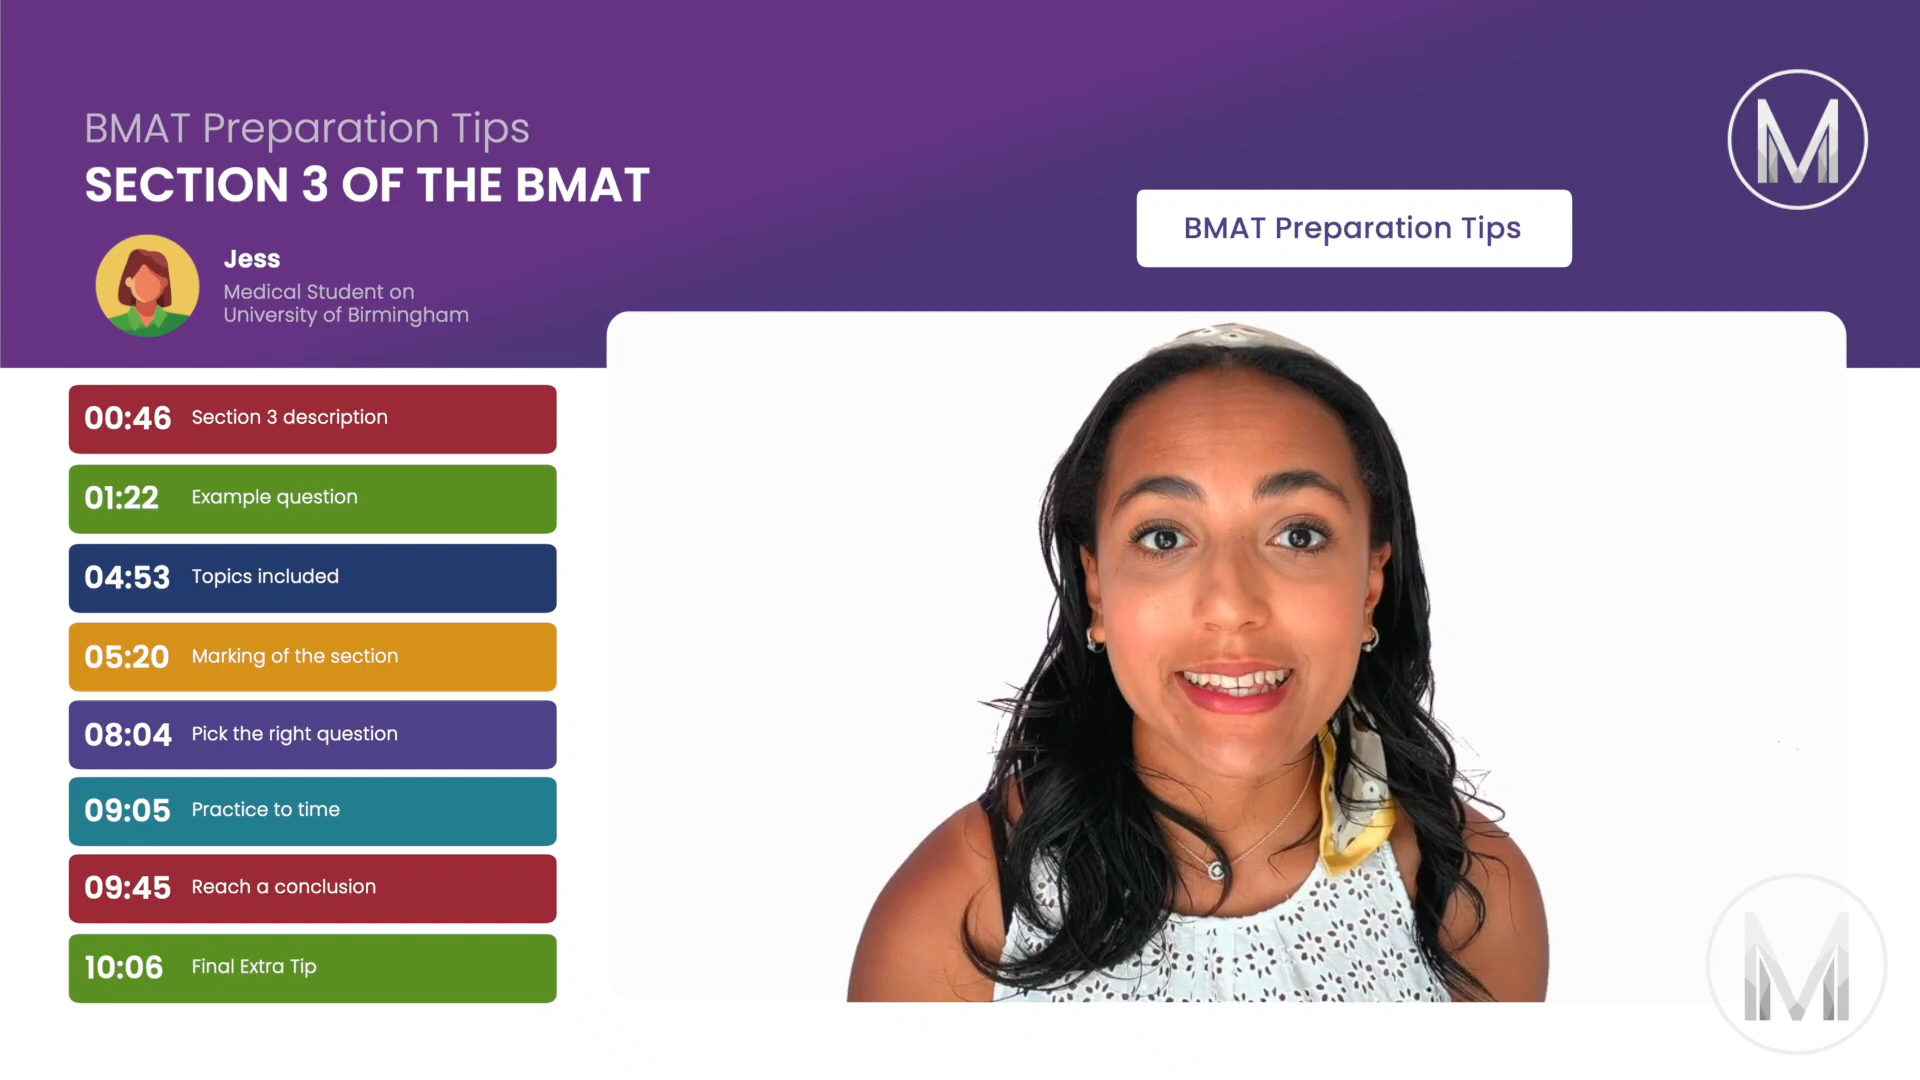 BMAT Preparation Tips
SECTION 3 OF THE BMAT
Jess
Medical Student on
University of Birmingham
BMAT Preparation Tips
00:46 Section 3 description
01:22 Example question
04:53 Topics included
05:20 Marking of the section
08:04 Pick the right question
09:05 Practice to time
09:45 Reach a conclusion
10:06 Final Extra Tip
M
M